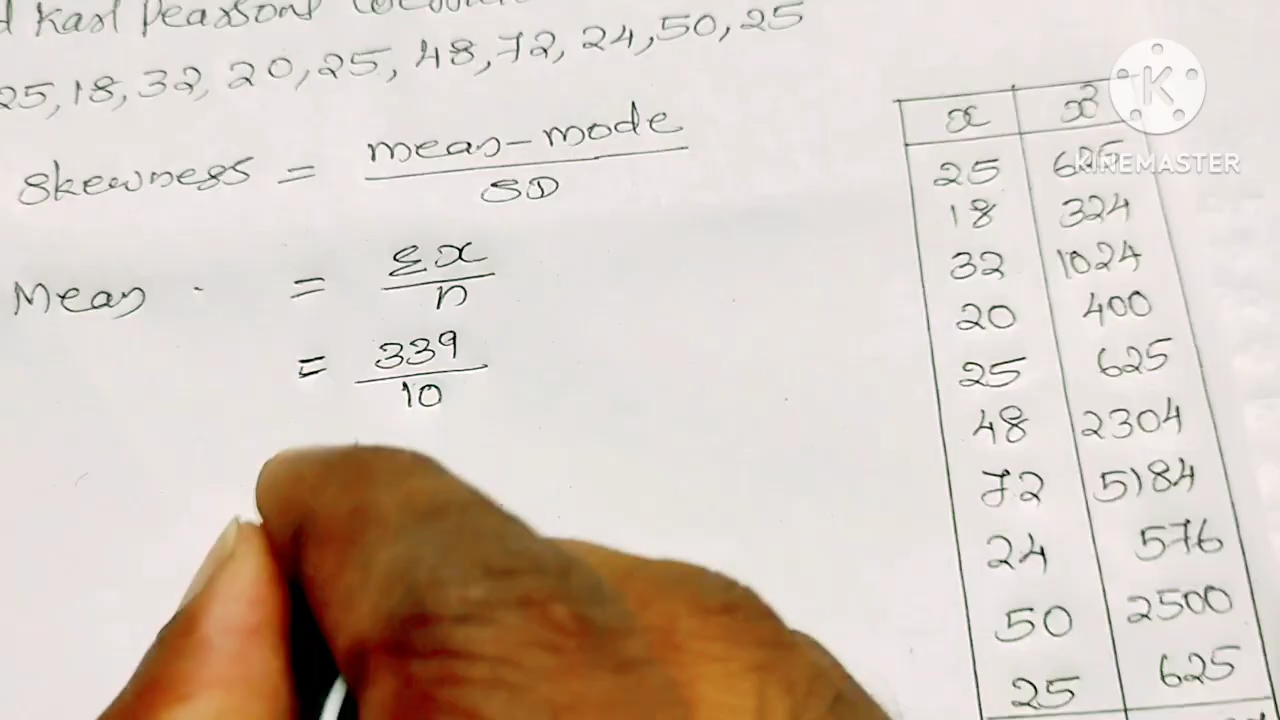 Karl Pearsons
25, 18, 32, 20, 25, 48, 72, 24, 50, 25
Skewness = mean - mode
SD
Mean = Σx
n
= 339
10
x x²
25 625
18 324
32 1024
20 400
25 625
48 2304
72 5184
24 576
50 2500
25 625
K
KINEMASTER